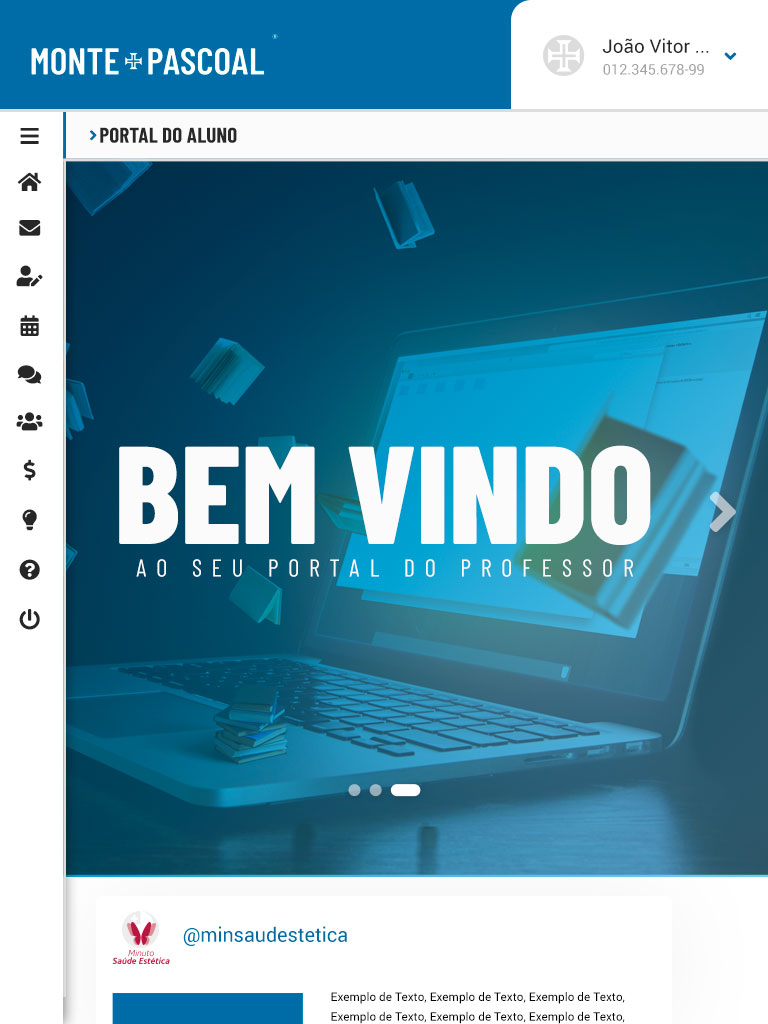 MONTE PASCOAL
João Vitor ...
012.345.678-99
PORTAL DO ALUNO
BEM VINDO
AO SEU PORTAL DO PROFESSOR
Minuto
Saúde Estética
@minsaudestetica
Exemplo de Texto, Exemplo de Texto, Exemplo de Texto,
Exemplo de Texto, Exemplo de Texto, Exemplo de Texto,